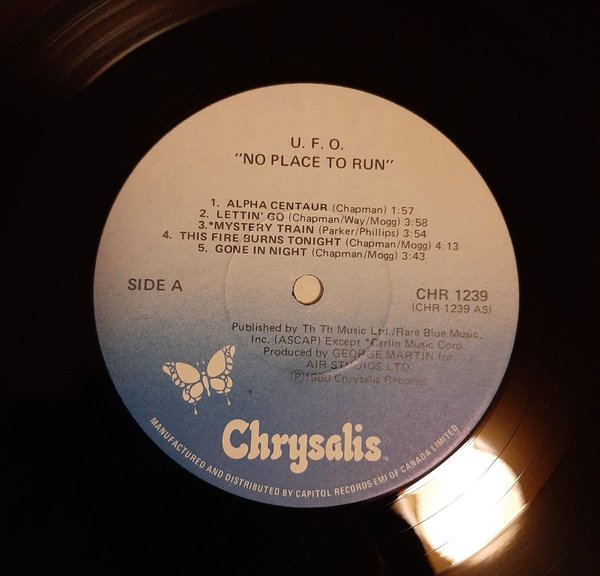 U. F. O.
"NO PLACE TO RUN"
1. ALPHA CENTAUR (Chapman) 1:57
2. LETTIN' GO (Chapman/Way/Mogg) 3:58
3.*MYSTERY TRAIN (Parker/Phillips) 3:54
4. THIS FIRE BURNS TONIGHT (Chapman/Mogg) 4:13
5. GONE IN NIGHT (Chapman/Mogg) 3:43
SIDE A
CHR 1239
(CHR 1239 AS)
Published by Th Th Music Ltd./Rare Blue Music,
Inc. (ASCAP) Except *Carlin Music Corp.
Produced by GEORGE MARTIN for
AIR STUDIOS LTD.
Ⓟ1980 Chrysalis Records
Chrysalis
TM
MANUFACTURED AND DISTRIBUTED BY CAPITOL RECORDS-EMI OF CANADA LIMITED